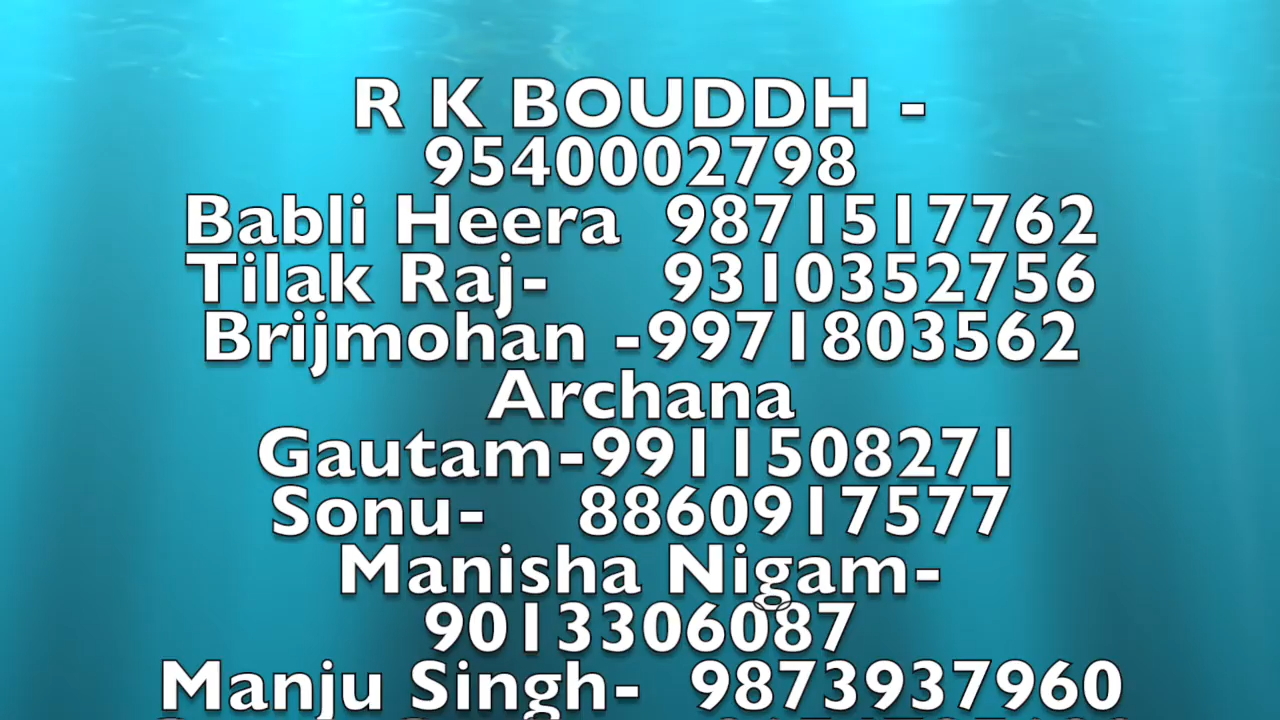 R K BOUDDH -
9540002798
Babli Heera 9871517762
Tilak Raj- 9310352756
Brijmohan -9971803562
Archana
Gautam-9911508271
Sonu- 8860917577
Manisha Nigam-
9013306087
Manju Singh- 9873937960